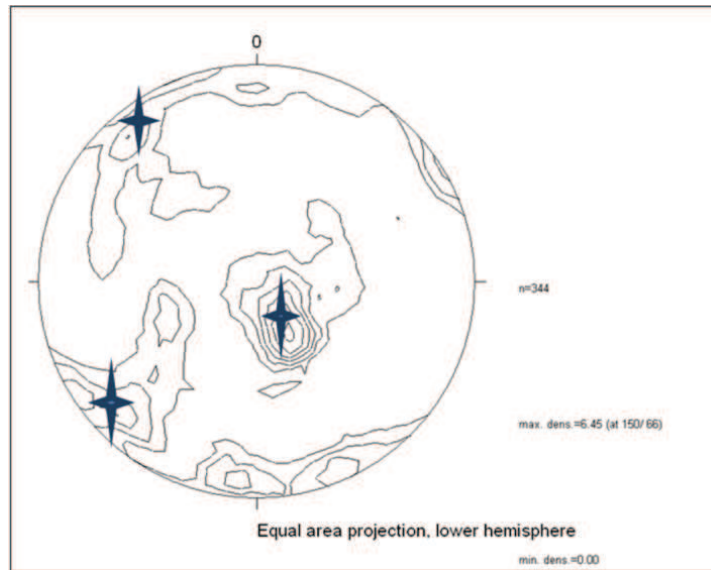 0
n=344
max. dens.=6.45 (at 150/ 66)
Equal area projection, lower hemisphere
min. dens.=0.00